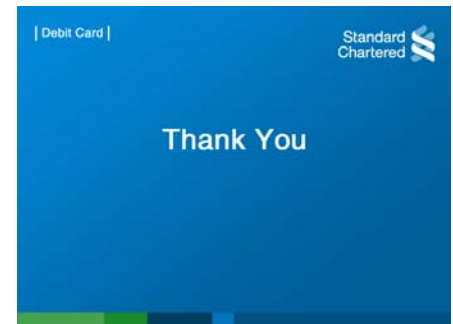 | Debit Card |
Standard
Chartered
Thank You